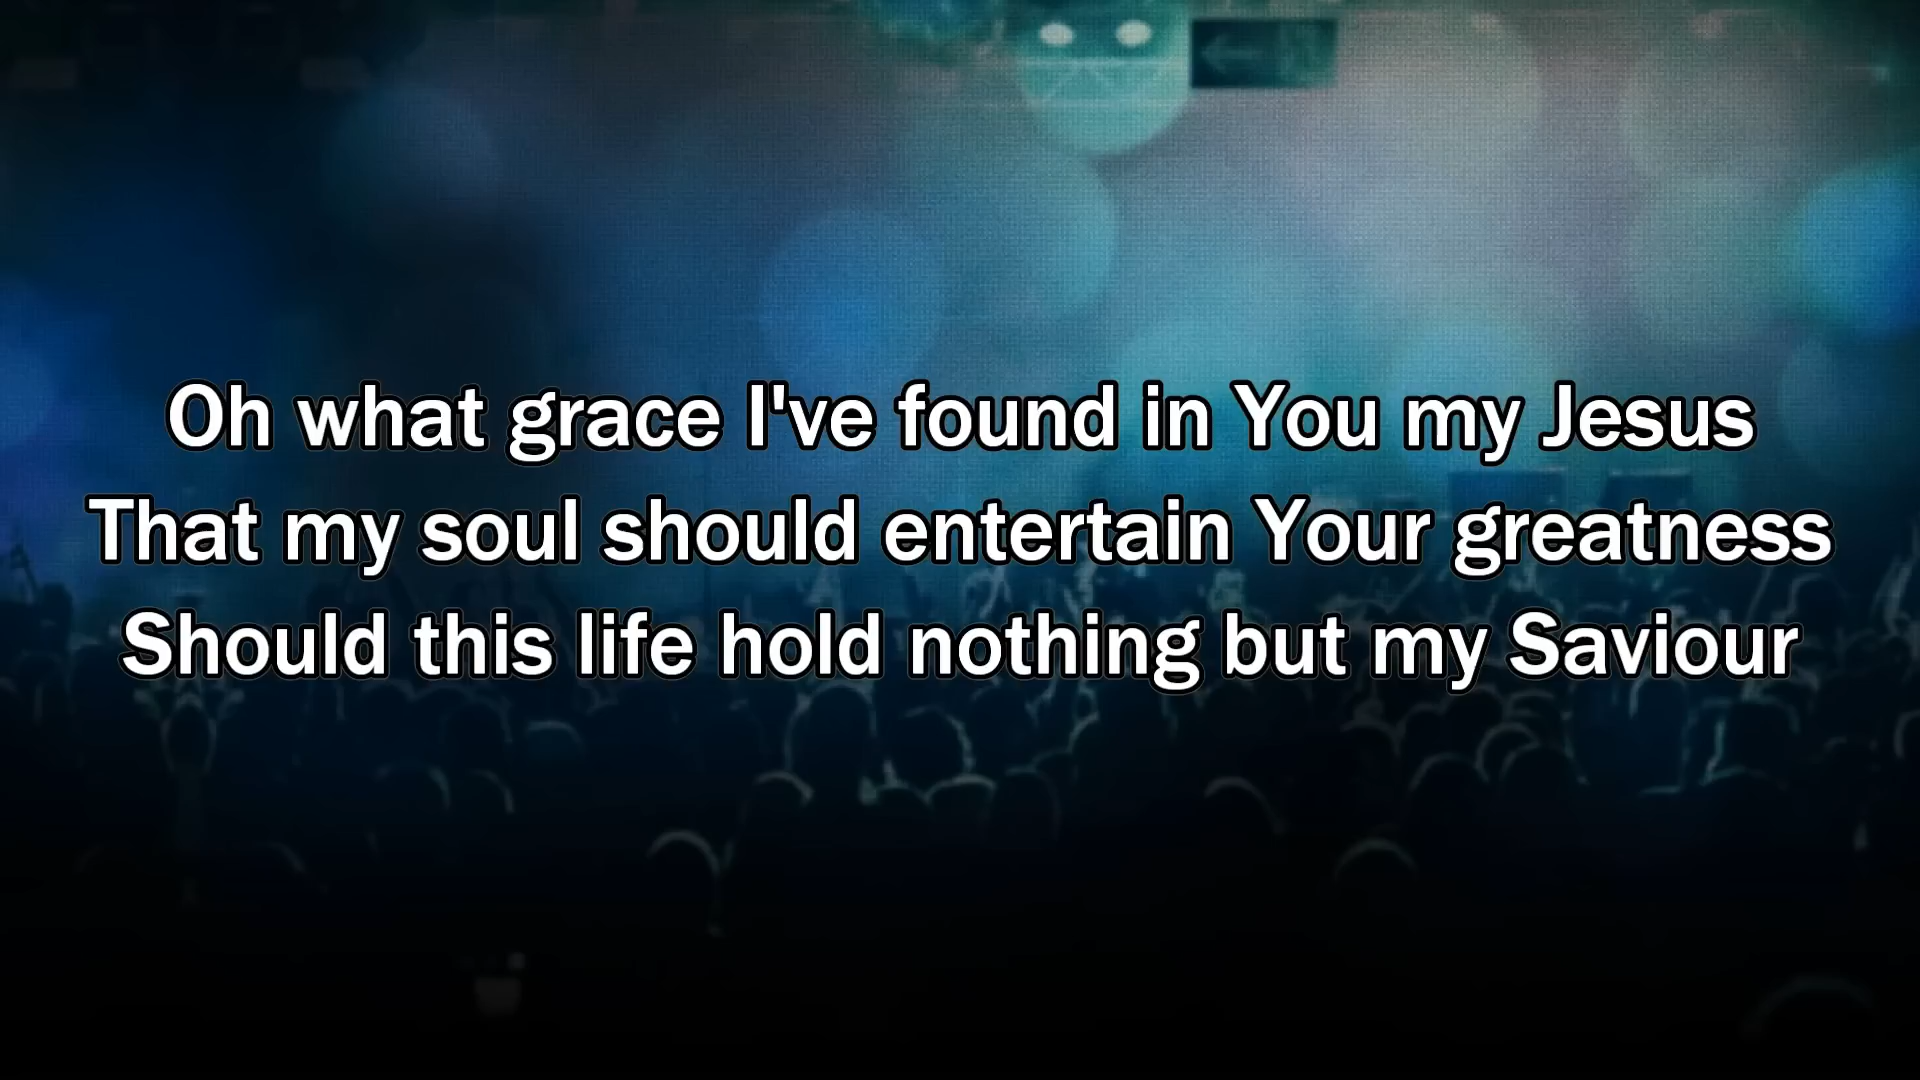 Oh what grace I've found in You my Jesus
That my soul should entertain Your greatness
Should this life hold nothing but my Saviour